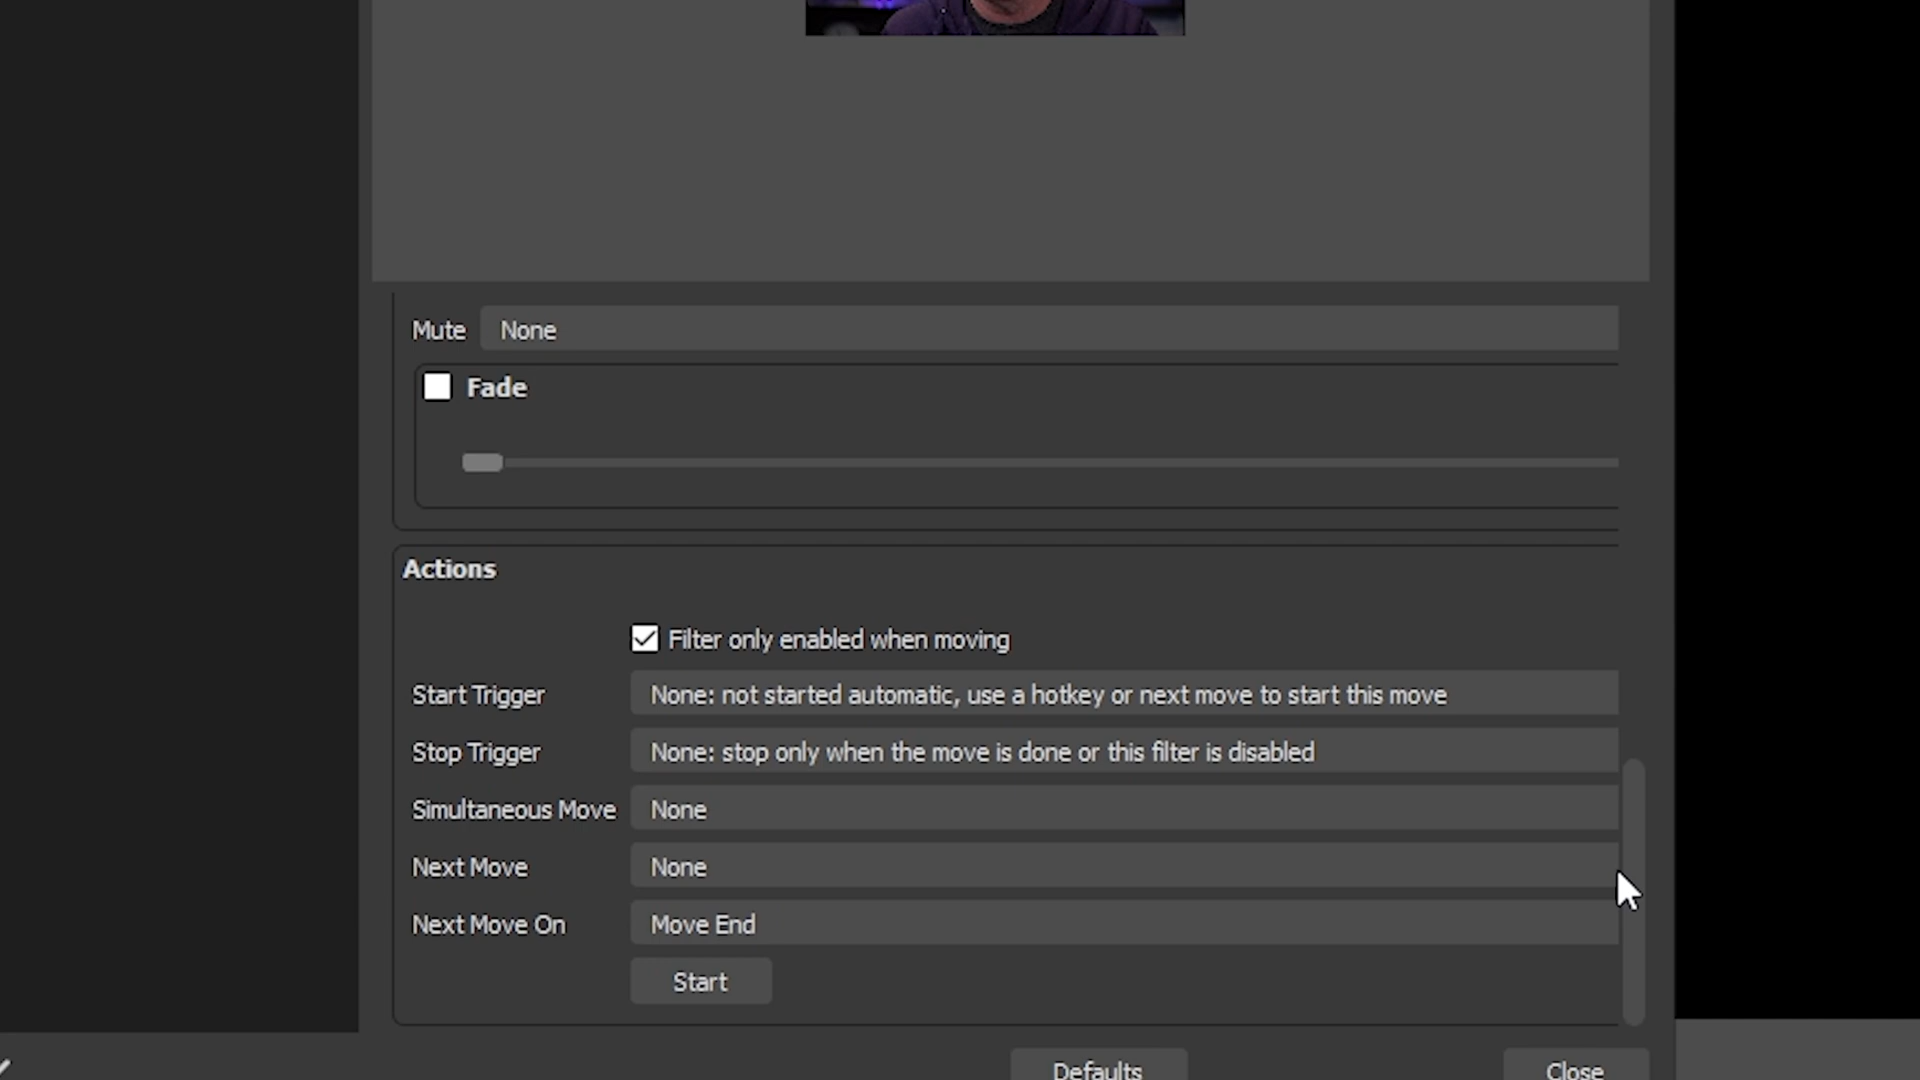 Mute None
Fade
Actions
Filter only enabled when moving
Start Trigger None: not started automatic, use a hotkey or next move to start this move
Stop Trigger None: stop only when the move is done or this filter is disabled
Simultaneous Move None
Next Move None
Next Move On Move End
Start
Defaults Close